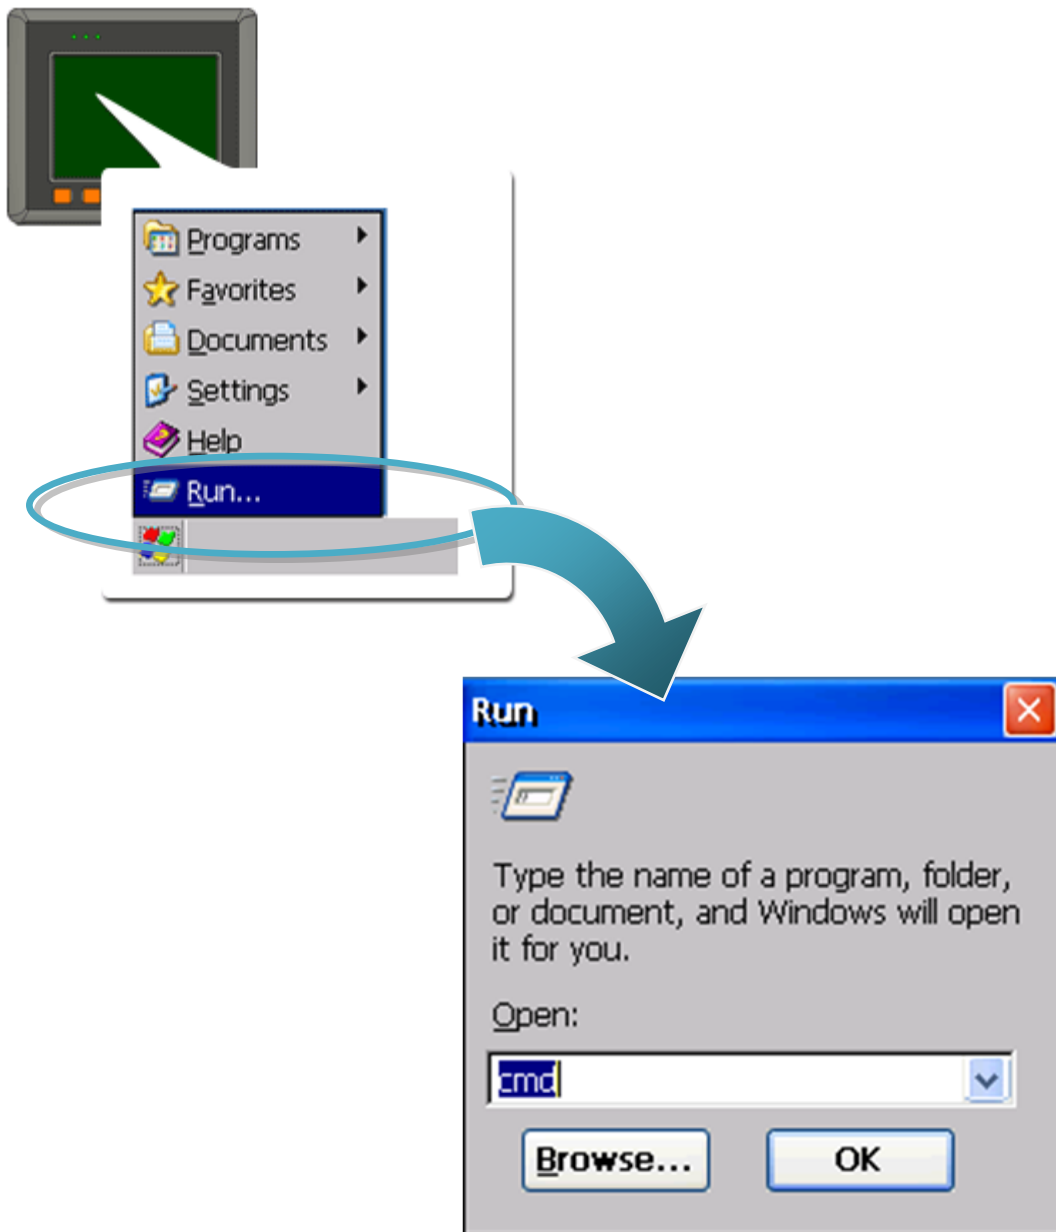 Programs
Favorites
Documents
Settings
Help
Run...
Run
Type the name of a program, folder,
or document, and Windows will open
it for you.
Open:
cmd
Browse...
OK